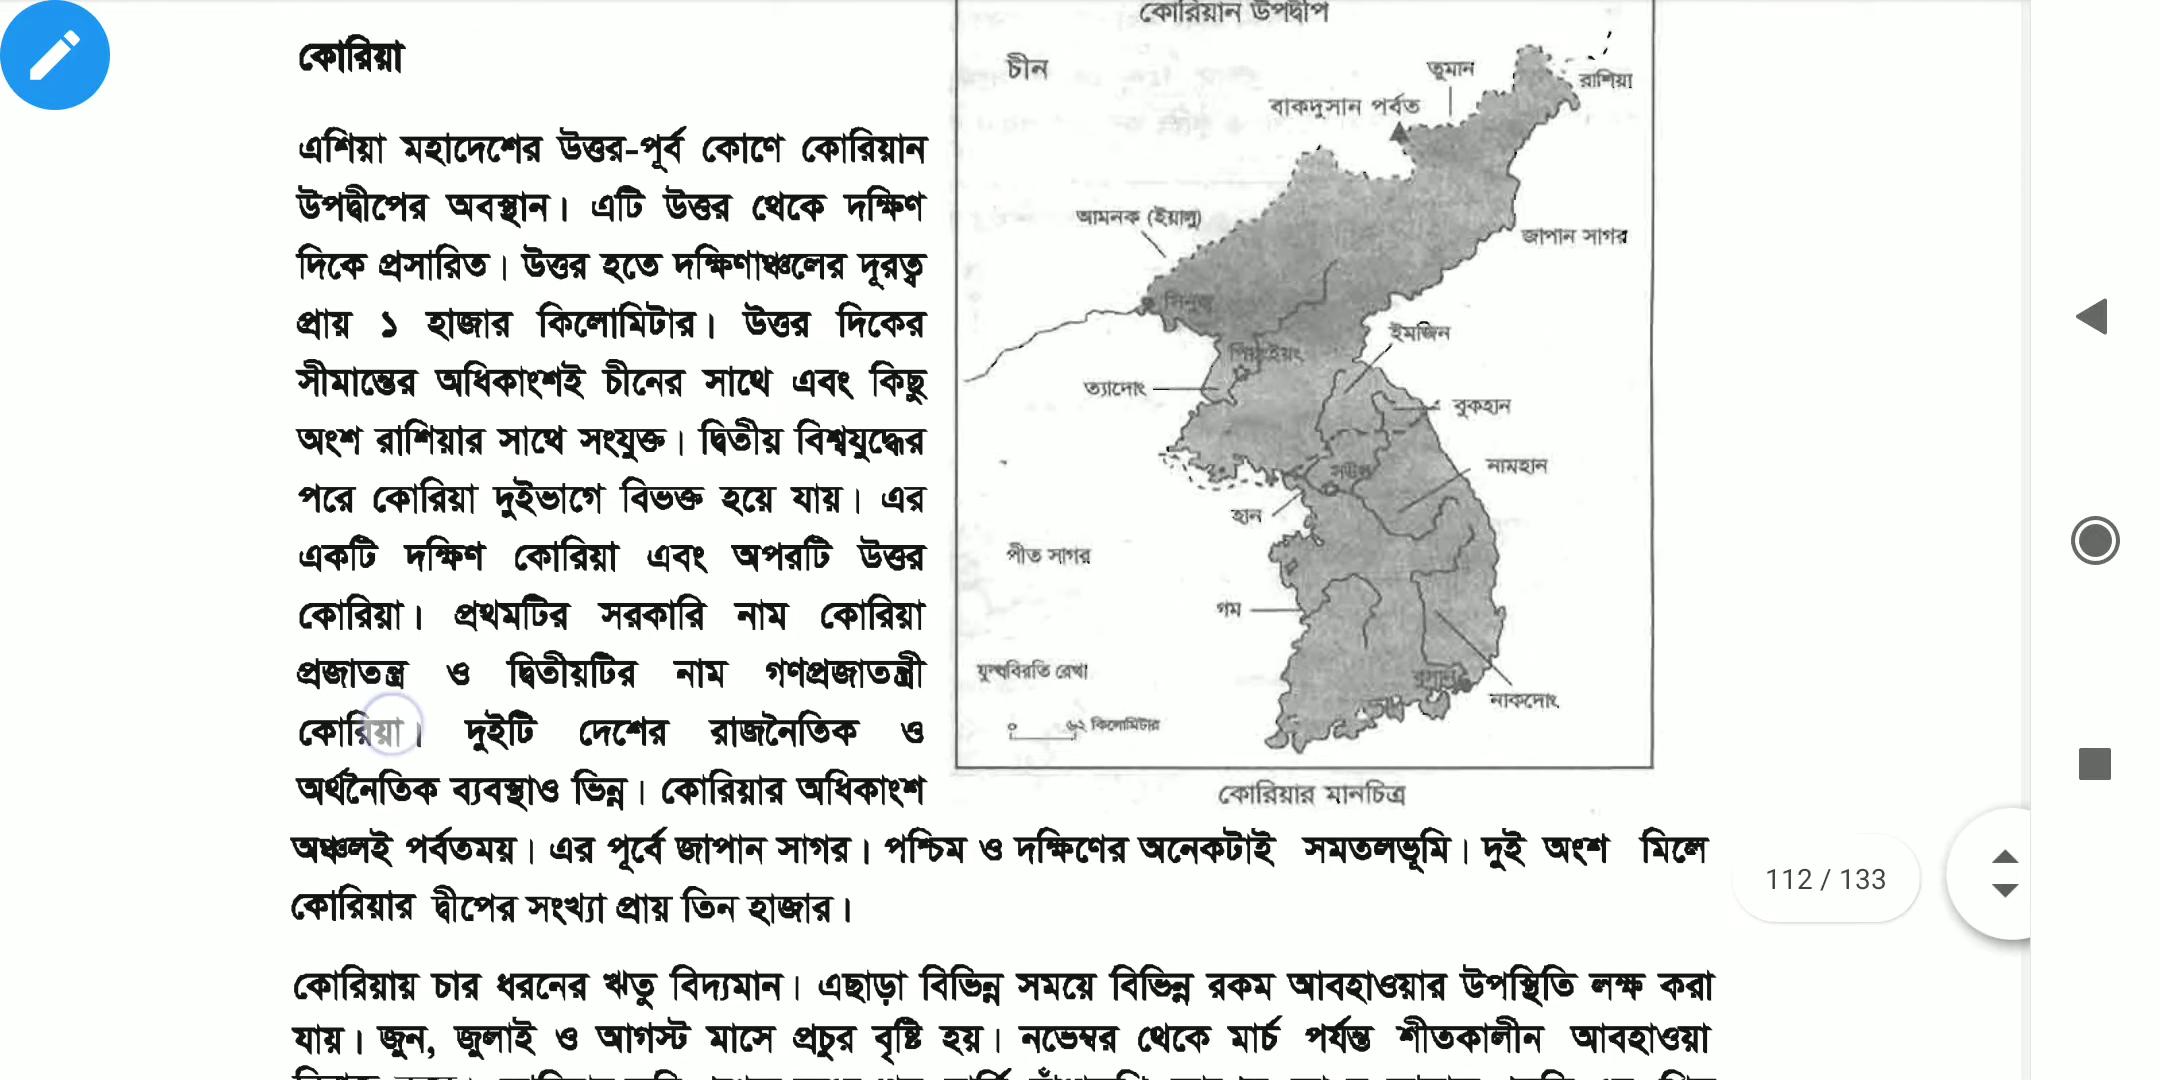 কোরিয়া
এশিয়া মহাদেশের উত্তর-পূর্ব কোণে কোরিয়ান
উপদ্বীপের অবস্থান। এটি উত্তর থেকে দক্ষিণ
দিকে প্রসারিত। উত্তর হতে দক্ষিণাঞ্চলের দূরত্ব
প্রায় ১ হাজার কিলোমিটার। উত্তর দিকের
সীমান্তের অধিকাংশই চীনের সাথে এবং কিছু
অংশ রাশিয়ার সাথে সংযুক্ত। দ্বিতীয় বিশ্বযুদ্ধের
পরে কোরিয়া দুইভাগে বিভক্ত হয়ে যায়। এর
একটি দক্ষিণ কোরিয়া এবং অপরটি উত্তর
কোরিয়া। প্রথমটির সরকারি নাম কোরিয়া
প্রজাতন্ত্র ও দ্বিতীয়টির নাম গণপ্রজাতন্ত্রী
কোরিয়া। দুইটি দেশের রাজনৈতিক ও
অর্থনৈতিক ব্যবস্থাও ভিন্ন। কোরিয়ার অধিকাংশ
কোরিয়ান উপদ্বীপ
চীন
তুমান
রাশিয়া
বাকদুসান পর্বত
আমনক (ইয়ালু)
জাপান সাগর
ইমজিন
ত্যাদোং
বুকহান
নামহান
হান
পীত সাগর
গম
যুদ্ধবিরতি রেখা
নাকদোং
০ ৬২ কিলোমিটার
কোরিয়ার মানচিত্র
অঞ্চলই পর্বতময়। এর পূর্বে জাপান সাগর। পশ্চিম ও দক্ষিণের অনেকটাই সমতলভূমি। দুই অংশ মিলে
কোরিয়ার দ্বীপের সংখ্যা প্রায় তিন হাজার।
112 / 133
কোরিয়ায় চার ধরনের ঋতু বিদ্যমান। এছাড়া বিভিন্ন সময়ে বিভিন্ন রকম আবহাওয়ার উপস্থিতি লক্ষ করা
যায়। জুন, জুলাই ও আগস্ট মাসে প্রচুর বৃষ্টি হয়। নভেম্বর থেকে মার্চ পর্যন্ত শীতকালীন আবহাওয়া